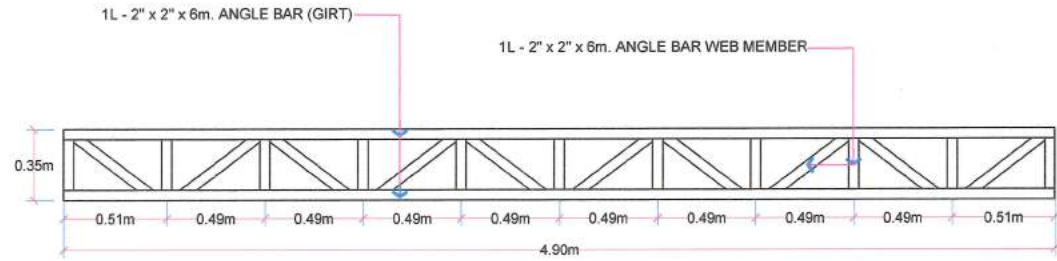 1L - 2" x 2" x 6m. ANGLE BAR (GIRT)
1L - 2" x 2" x 6m. ANGLE BAR WEB MEMBER
0.35m
0.51m 0.49m 0.49m 0.49m 0.49m 0.49m 0.49m 0.49m 0.49m 0.51m
4.90m